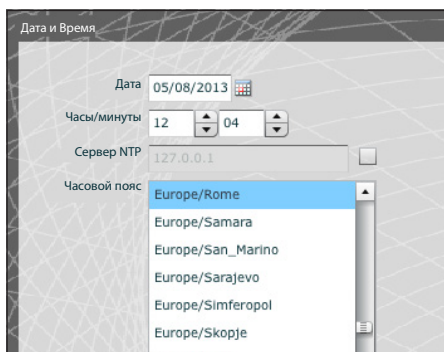 Дата и Время
Дата 05/08/2013
Часы/минуты 12 04
Сервер NTP 127.0.0.1
Часовой пояс Europe/Rome
Europe/Samara
Europe/San_Marino
Europe/Sarajevo
Europe/Simferopol
Europe/Skopje